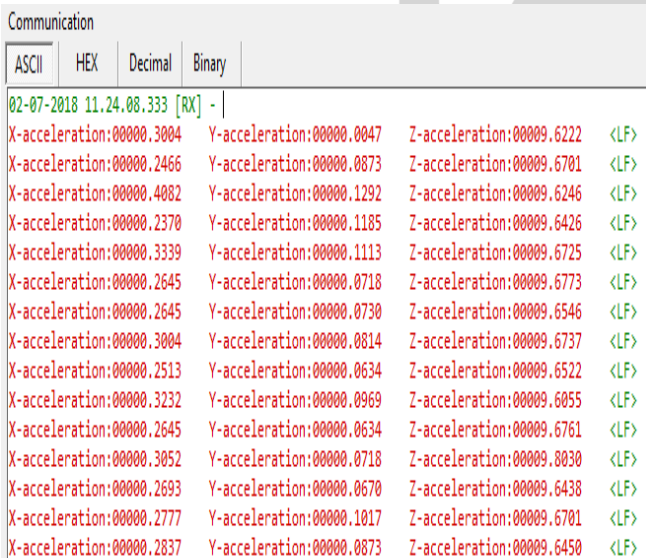 Communication
ASCII HEX Decimal Binary
02-07-2018 11.24.08.333 [RX] - 
X-acceleration:00000.3004 Y-acceleration:00000.0047 Z-acceleration:00009.6222 <LF>
X-acceleration:00000.2466 Y-acceleration:00000.0873 Z-acceleration:00009.6701 <LF>
X-acceleration:00000.4082 Y-acceleration:00000.1292 Z-acceleration:00009.6246 <LF>
X-acceleration:00000.2370 Y-acceleration:00000.1185 Z-acceleration:00009.6426 <LF>
X-acceleration:00000.3339 Y-acceleration:00000.1113 Z-acceleration:00009.6725 <LF>
X-acceleration:00000.2645 Y-acceleration:00000.0718 Z-acceleration:00009.6773 <LF>
X-acceleration:00000.2645 Y-acceleration:00000.0730 Z-acceleration:00009.6546 <LF>
X-acceleration:00000.3004 Y-acceleration:00000.0814 Z-acceleration:00009.6737 <LF>
X-acceleration:00000.2513 Y-acceleration:00000.0634 Z-acceleration:00009.6522 <LF>
X-acceleration:00000.3232 Y-acceleration:00000.0969 Z-acceleration:00009.6055 <LF>
X-acceleration:00000.2645 Y-acceleration:00000.0634 Z-acceleration:00009.6761 <LF>
X-acceleration:00000.3052 Y-acceleration:00000.0718 Z-acceleration:00009.8030 <LF>
X-acceleration:00000.2693 Y-acceleration:00000.0670 Z-acceleration:00009.6438 <LF>
X-acceleration:00000.2777 Y-acceleration:00000.1017 Z-acceleration:00009.6701 <LF>
X-acceleration:00000.2837 Y-acceleration:00000.0873 Z-acceleration:00009.6450 <LF>